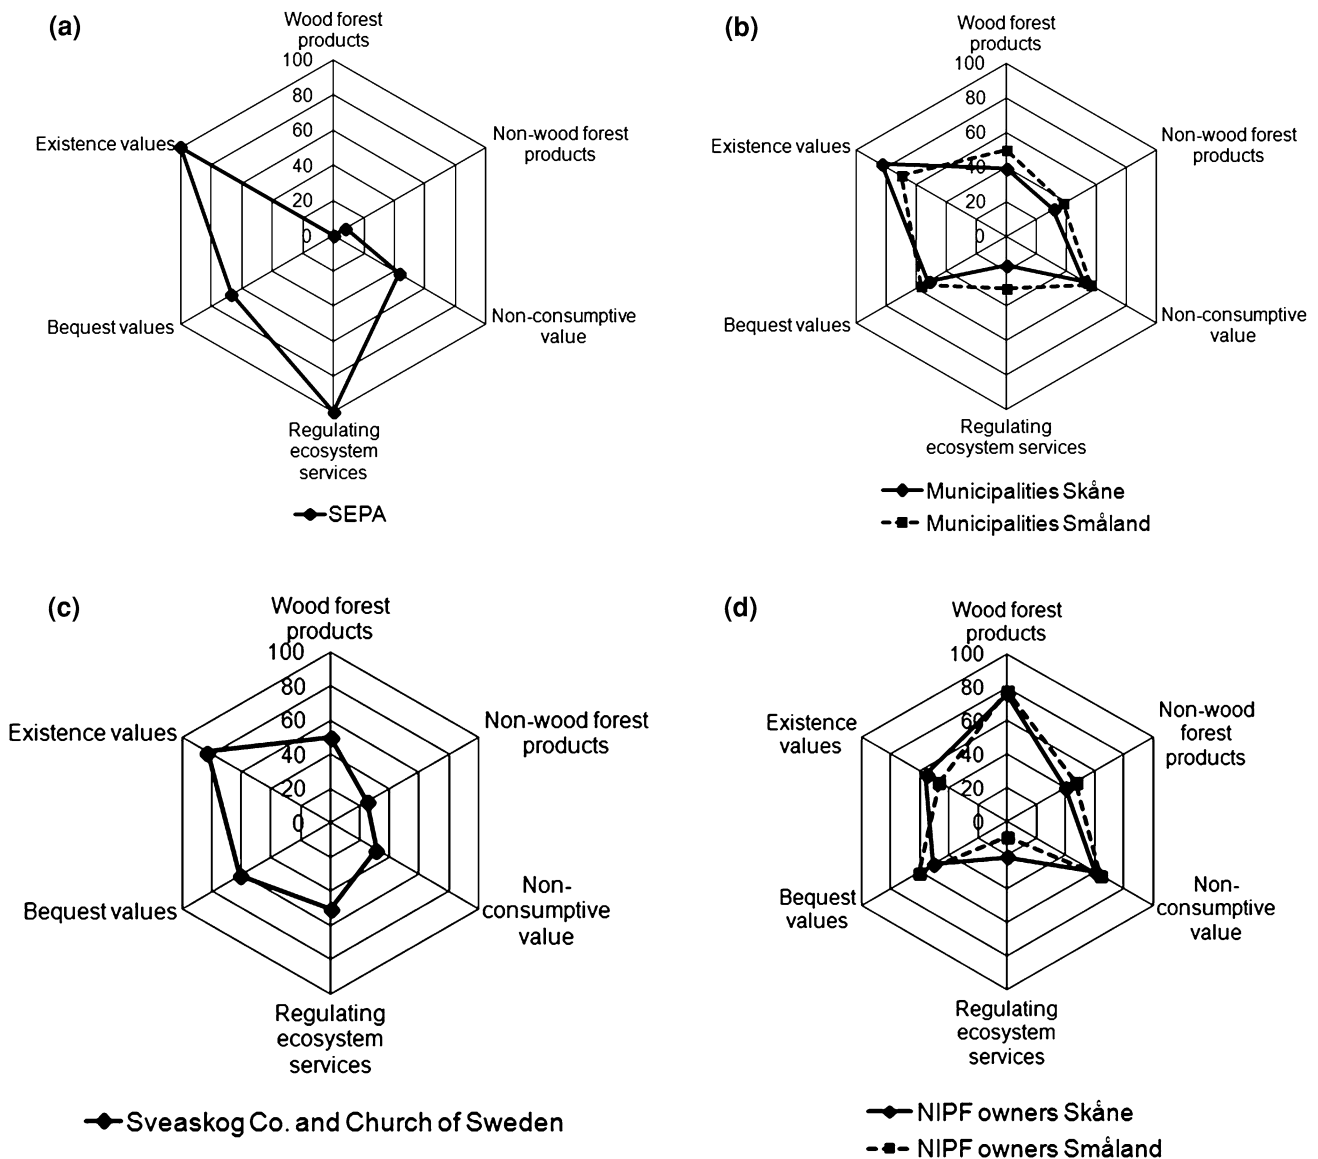 (a)
Wood forest
products
100
80
60
40
20
0
Existence values
Non-wood forest
products
Bequest values
Non-consumptive
value
Regulating
ecosystem
services
SEPA
(b)
Wood forest
products
100
80
60
40
20
0
Existence values
Non-wood forest
products
Bequest values
Non-consumptive
value
Regulating
ecosystem services
Municipalities Skåne
Municipalities Småland
(c)
Wood forest
products
100
80
60
40
20
0
Existence values
Non-wood forest
products
Bequest values
Non-
consumptive
value
Regulating
ecosystem
services
Sveaskog Co. and Church of Sweden
(d)
Wood forest
products
100
80
60
40
20
0
Existence
values
Non-wood
forest
products
Bequest
values
Non-
consumptive
value
Regulating
ecosystem
services
NIPF owners Skåne
NIPF owners Småland